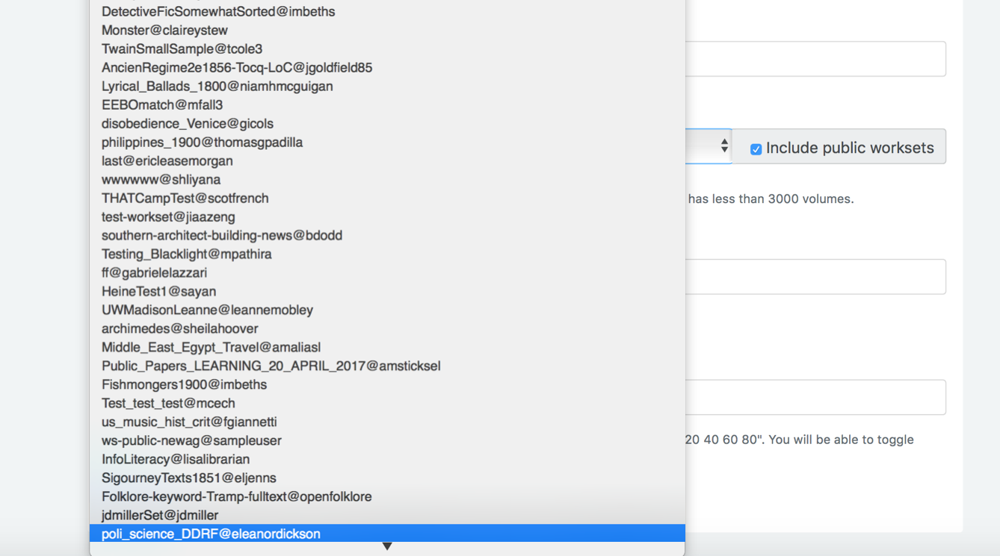 DetectiveFicSomewhatSorted@imbeths
Monster@claireystew
TwainSmallSample@tcole3
AncienRegime2e1856-Tocq-LoC@jgoldfield85
Lyrical_Ballads_1800@niamhmcguigan
EEBOmatch@mfall3
disobedience_Venice@gicols
philippines_1900@thomasgpadilla
last@ericleasemorgan
wwwwww@shliyana
THATCampTest@scotfrench
test-workset@jiaazeng
southern-architect-building-news@bdodd
Testing_Blacklight@mpathira
ff@gabrielelazzari
HeineTest1@sayan
UWMadisonLeanne@leannemobley
archimedes@sheilahoover
Middle_East_Egypt_Travel@amaliasl
Public_Papers_LEARNING_20_APRIL_2017@amsticksel
Fishmongers1900@imbeths
Test_test_test@mcech
us_music_hist_crit@fgiannetti
ws-public-newag@sampleuser
InfoLiteracy@lisalibrarian
SigourneyTexts1851@eljenns
Folklore-keyword-Tramp-fulltext@openfolklore
jdmillerSet@jdmiller
poli_science_DDRF@eleanordickson
Include public worksets
has less than 3000 volumes.
20 40 60 80". You will be able to toggle